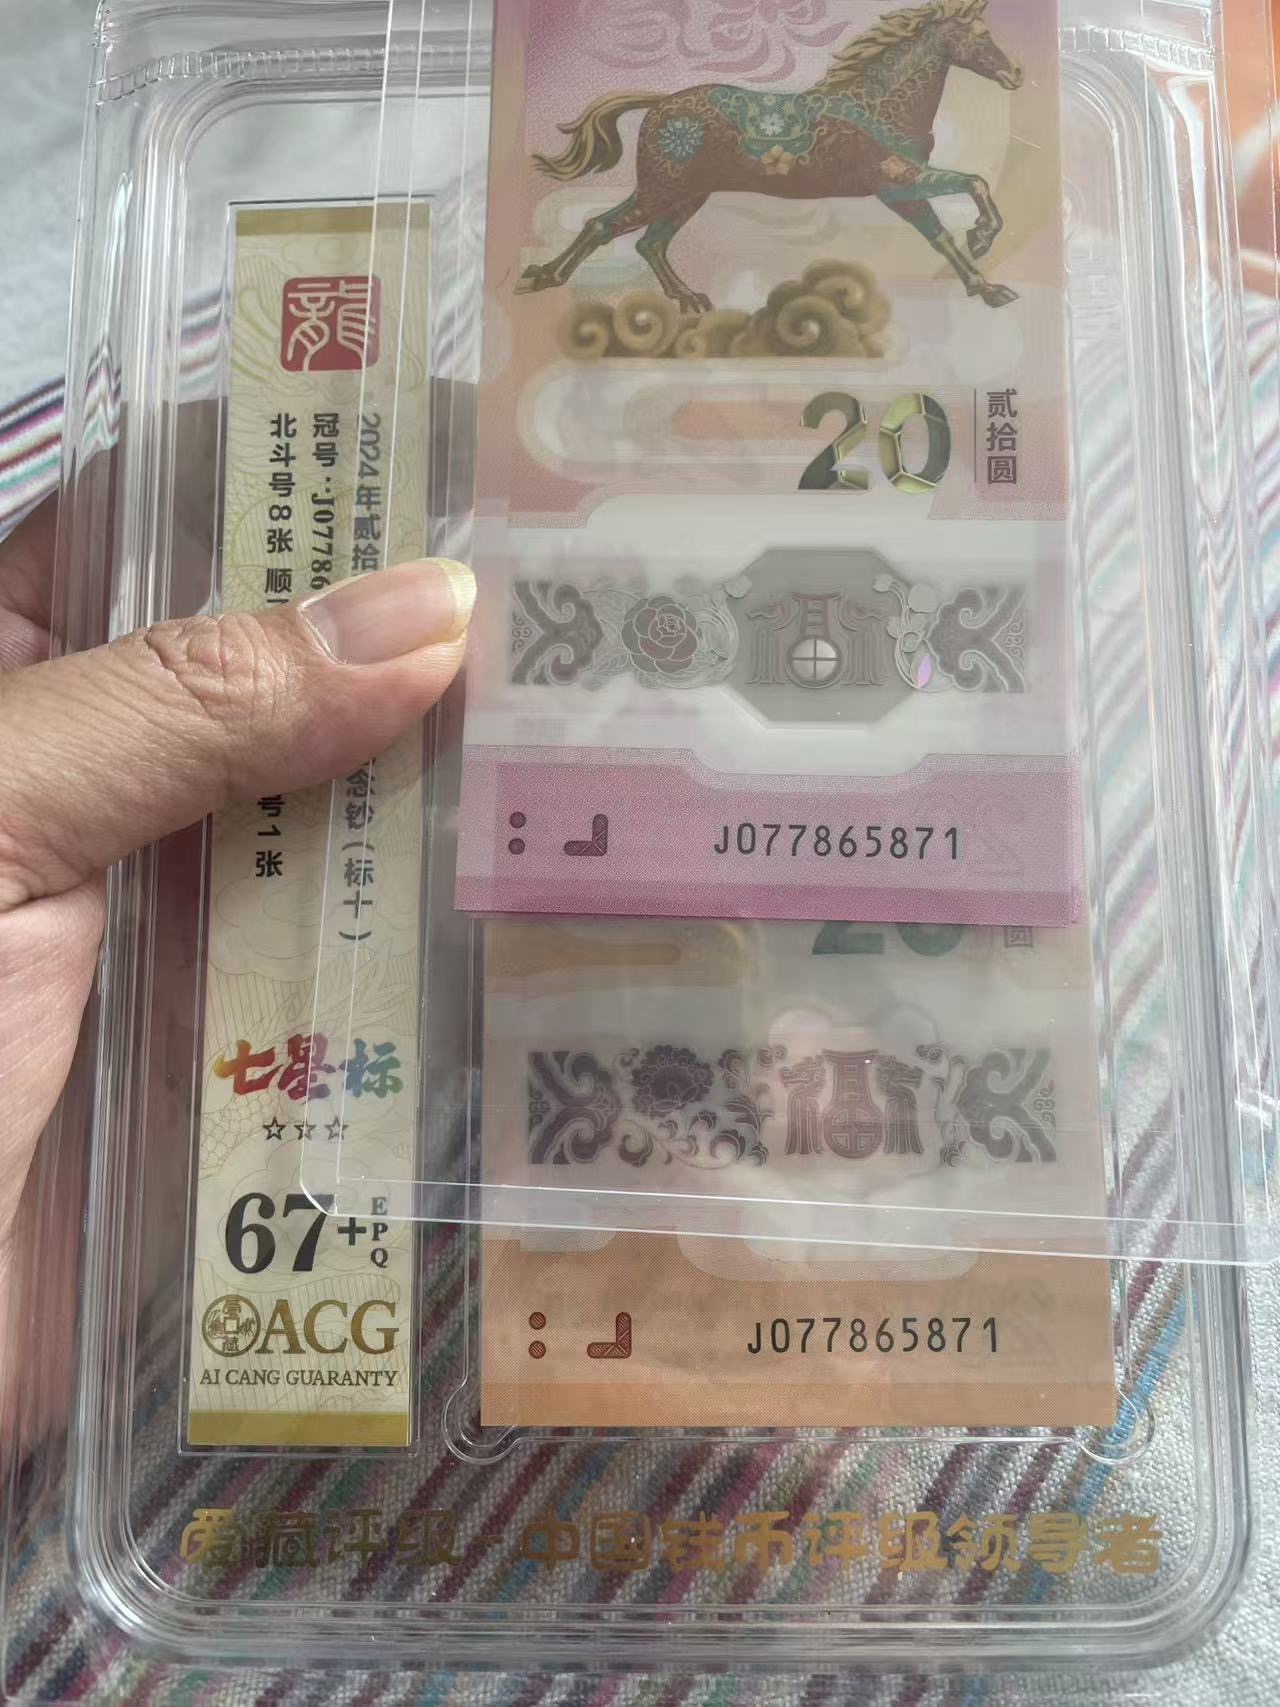 龍
2024年贰拾
念钞（标十）
冠号：J07786
北斗号8张 顺
号1张
七星标
☆☆☆
67+EPQ
ACG
AI CANG GUARANTY
20
贰拾圆
福
J077865871
20
圆
福
J077865871
爱藏评级-中国钱币评级领导者